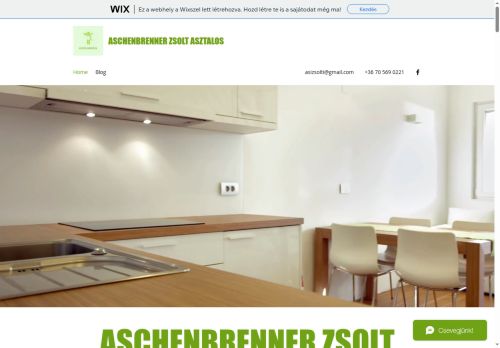 WIX Ez a webhely a Wixszel lett létrehozva. Hozd létre te is a sajátodat még ma! Kezdés
ASCHENBRENNER ZSOLT ASZTALOS
Home Blog asizsolti@gmail.com +36 70 569 0221
ASCHENBRENNER ZSOLT
Csevegjünk!